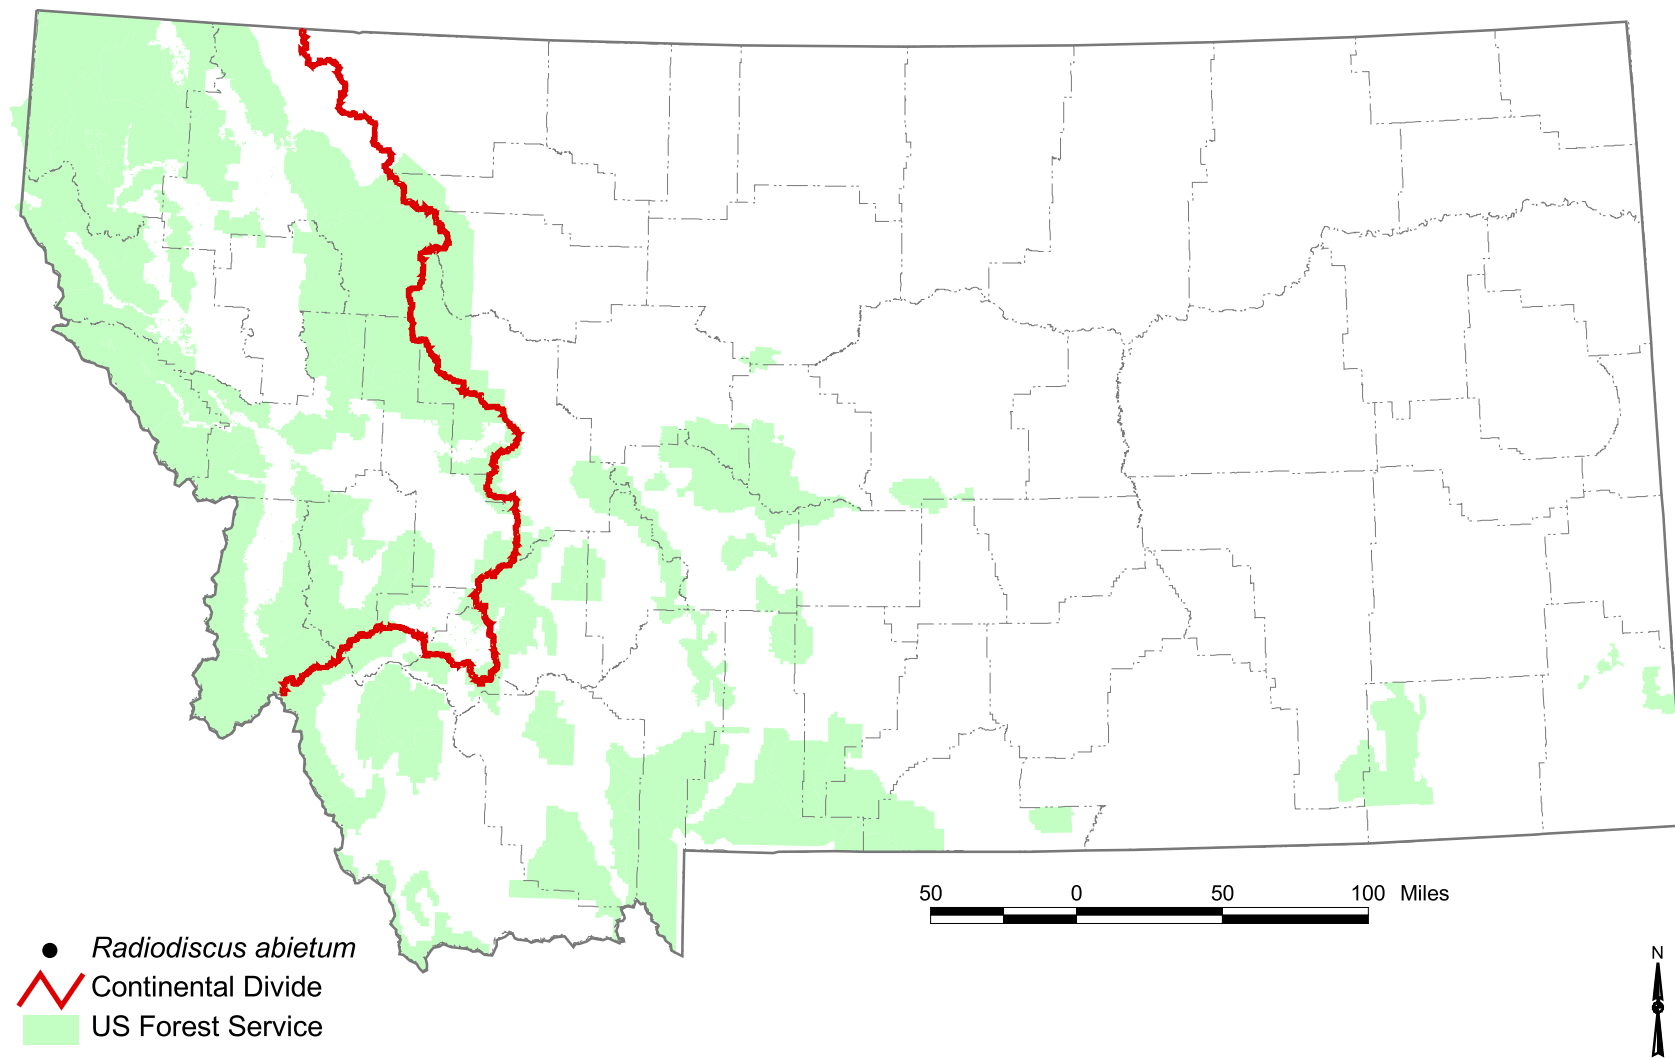 50 0 50 100 Miles
Radiodiscus abietum
Continental Divide
US Forest Service
N